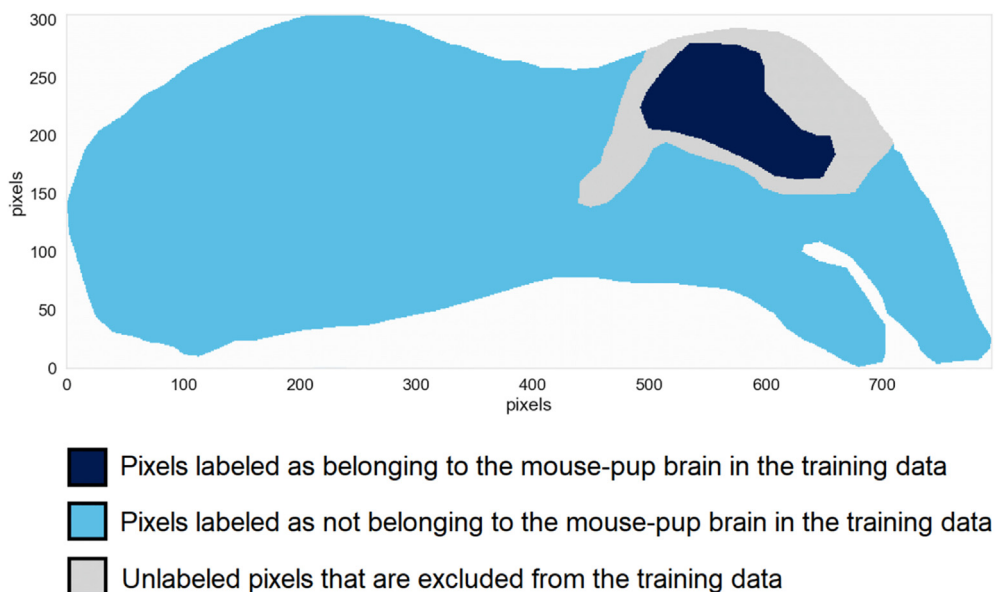 300
250
200
150
100
50
0
pixels
0 100 200 300 400 500 600 700
pixels
Pixels labeled as belonging to the mouse-pup brain in the training data
Pixels labeled as not belonging to the mouse-pup brain in the training data
Unlabeled pixels that are excluded from the training data